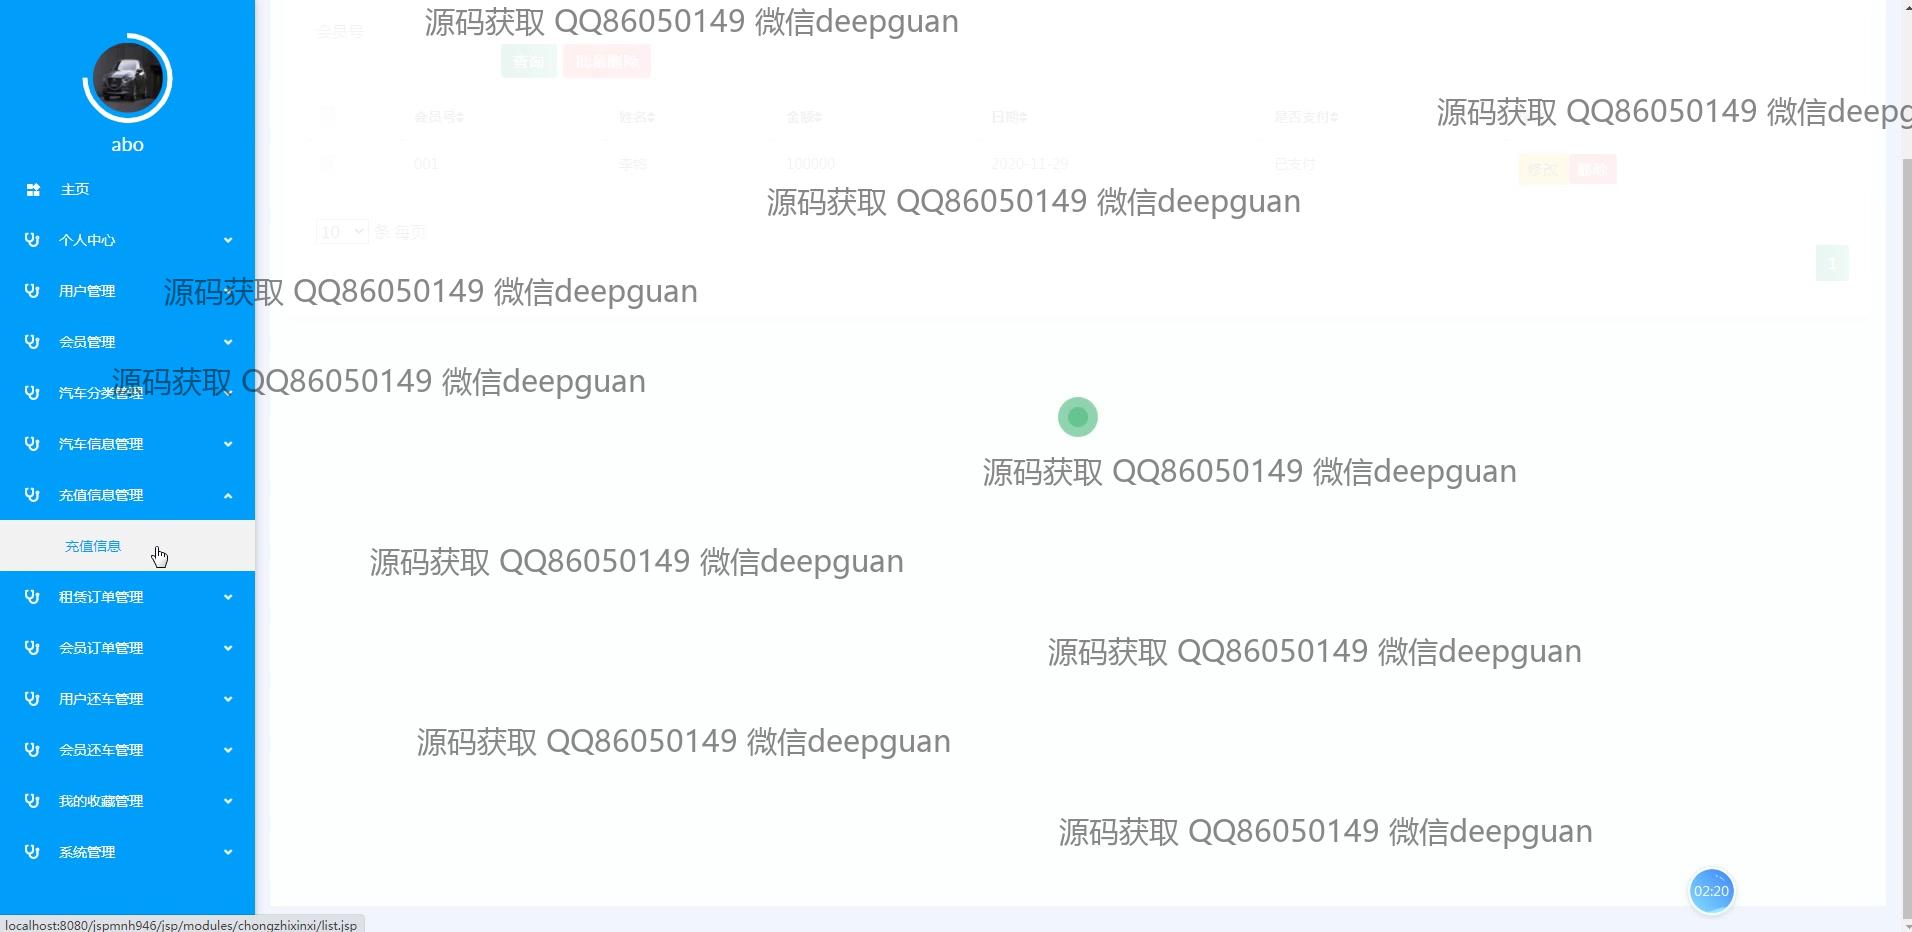 会员号
源码获取 QQ86050149 微信deepguan
查询 批量删除
源码获取 QQ86050149 微信deepg
会员号 姓名 金额 日期 是否支付
001 李铭 100000 2020-11-29 已支付 修改 删除
源码获取 QQ86050149 微信deepguan
10 条 每页
1
abo
主页
个人中心
用户管理
源码获取 QQ86050149 微信deepguan
会员管理
源码获取 QQ86050149 微信deepguan
汽车分类管理
汽车信息管理
源码获取 QQ86050149 微信deepguan
充值信息管理
充值信息
源码获取 QQ86050149 微信deepguan
租赁订单管理
会员订单管理
源码获取 QQ86050149 微信deepguan
用户还车管理
会员还车管理
源码获取 QQ86050149 微信deepguan
我的收藏管理
源码获取 QQ86050149 微信deepguan
系统管理
02:20
localhost:8080/jspmnh946/jsp/modules/chongzhixinxi/list.jsp